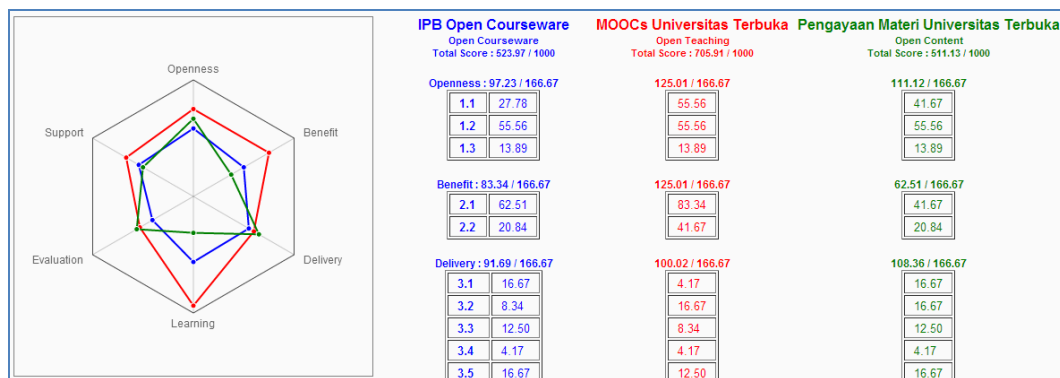 Openness
Support
Benefit
Evaluation
Delivery
Learning
IPB Open Courseware MOOCs Universitas Terbuka Pengayaan Materi Universitas Terbuka
Open Courseware Open Teaching Open Content
Total Score : 523.97 / 1000 Total Score : 705.91 / 1000 Total Score : 511.13 / 1000
Openness : 97.23 / 166.67 125.01 / 166.67 111.12 / 166.67
1.1 27.78 55.56 41.67
1.2 55.56 55.56 55.56
1.3 13.89 13.89 13.89
Benefit : 83.34 / 166.67 125.01 / 166.67 62.51 / 166.67
2.1 62.51 83.34 41.67
2.2 20.84 41.67 20.84
Delivery : 91.69 / 166.67 100.02 / 166.67 108.36 / 166.67
3.1 16.67 4.17 16.67
3.2 8.34 16.67 16.67
3.3 12.50 8.34 12.50
3.4 4.17 4.17 4.17
3.5 16.67 12.50 16.67